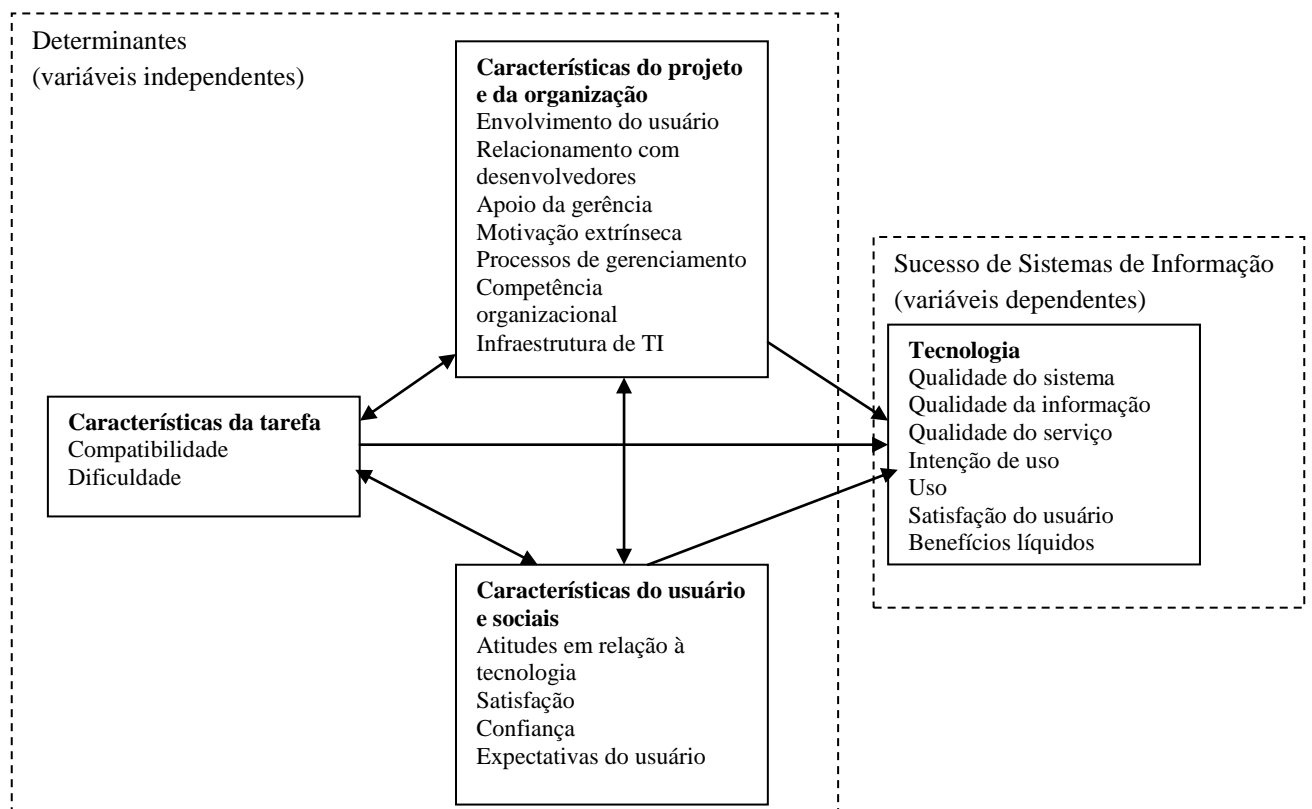 Determinantes
(variáveis independentes)
Características do projeto
e da organização
Envolvimento do usuário
Relacionamento com
desenvolvedores
Apoio da gerência
Motivação extrínseca
Processos de gerenciamento
Competência
organizacional
Infraestrutura de TI
Características da tarefa
Compatibilidade
Dificuldade
Características do usuário
e sociais
Atitudes em relação à
tecnologia
Satisfação
Confiança
Expectativas do usuário
Sucesso de Sistemas de Informação
(variáveis dependentes)
Tecnologia
Qualidade do sistema
Qualidade da informação
Qualidade do serviço
Intenção de uso
Uso
Satisfação do usuário
Benefícios líquidos